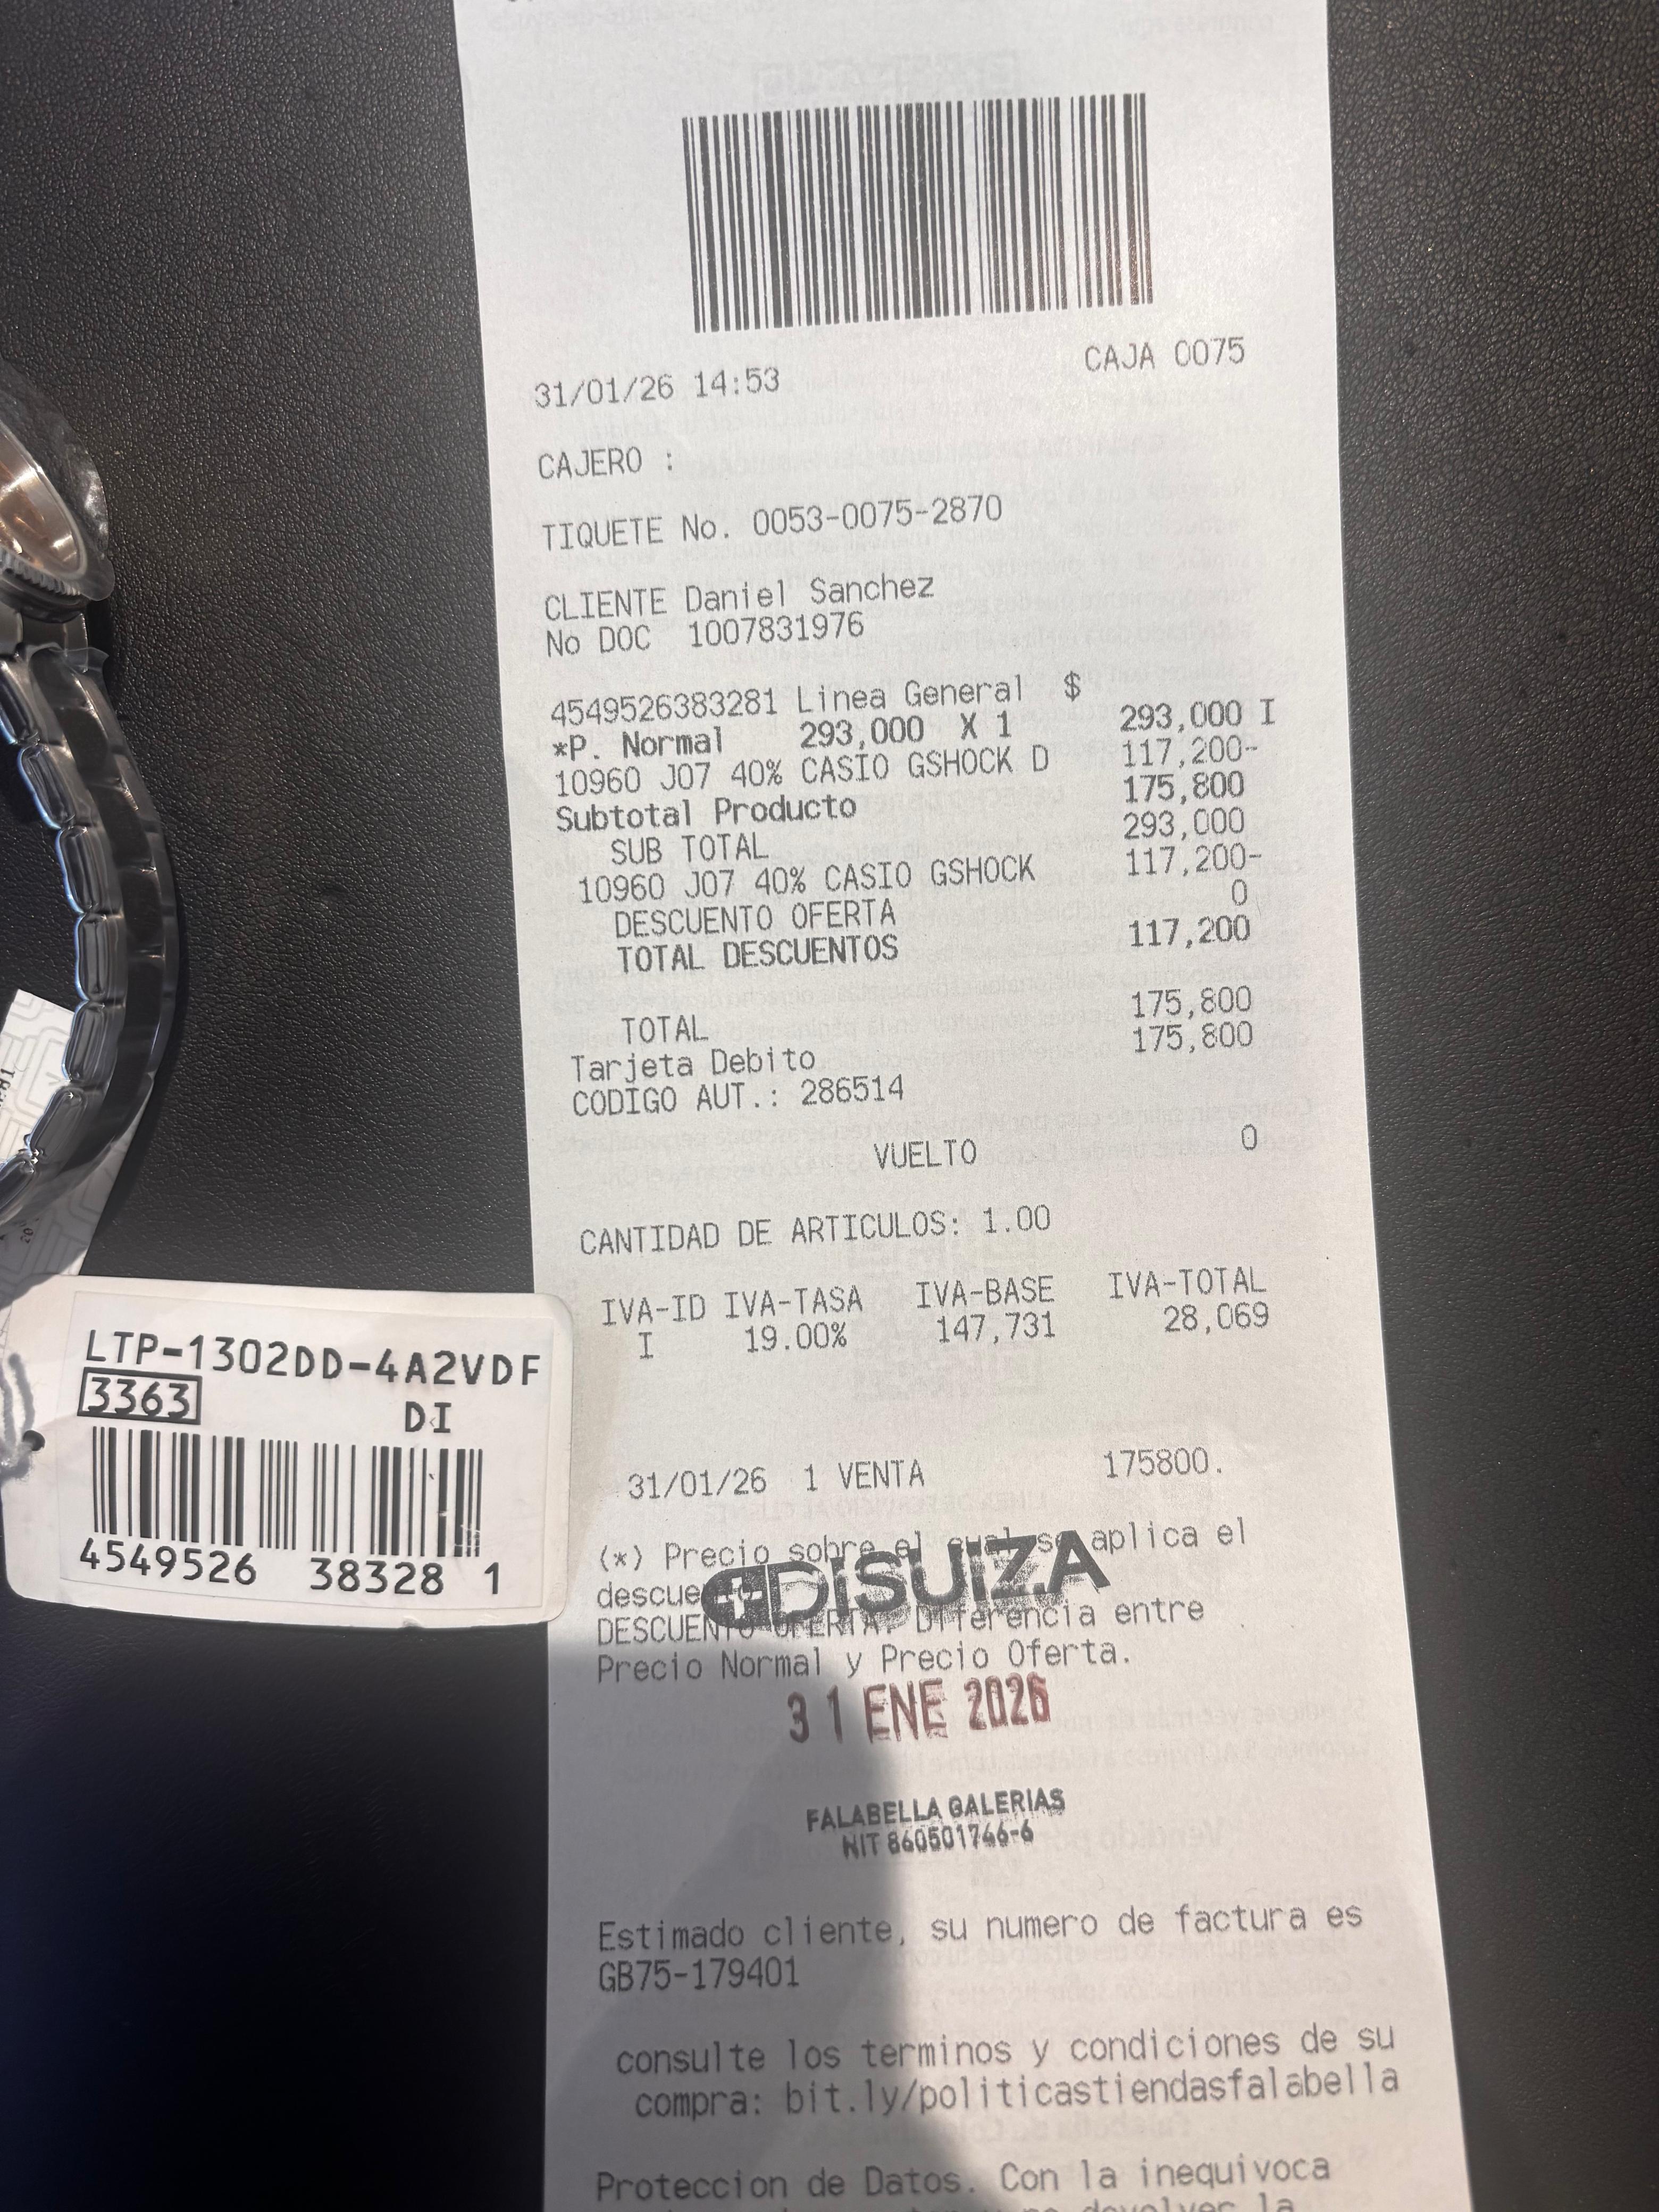 31/01/26 14:53 CAJA 0075
CAJERO :
TIQUETE No. 0053-0075-2870
CLIENTE Daniel Sanchez
No DOC 1007831976
4549526383281 Linea General $
*P. Normal 293,000 X 1 293,000 I
10960 J07 40% CASIO GSHOCK D 117,200-
Subtotal Producto 175,800
SUB TOTAL 293,000
10960 J07 40% CASIO GSHOCK 117,200-
DESCUENTO OFERTA 0
TOTAL DESCUENTOS 117,200
TOTAL 175,800
Tarjeta Debito 175,800
CODIGO AUT.: 286514
VUELTO 0
CANTIDAD DE ARTICULOS: 1.00
IVA-ID IVA-TASA IVA-BASE IVA-TOTAL
I 19.00% 147,731 28,069
31/01/26 1 VENTA 175800.
(*) Precio sobre el cual se aplica el
descuento
DiSUIZA
DESCUENTO OFERTA: Diferencia entre
Precio Normal y Precio Oferta.
31 ENE 2026
FALABELLA GALERIAS
NIT 860501746-6
Estimado cliente, su numero de factura es
GB75-179401
consulte los terminos y condiciones de su
compra: bit.ly/politicastiendasfalabella
Proteccion de Datos. Con la inequivoca
LTP-1302DD-4A2VDF
3363 DI
4549526 38328 1